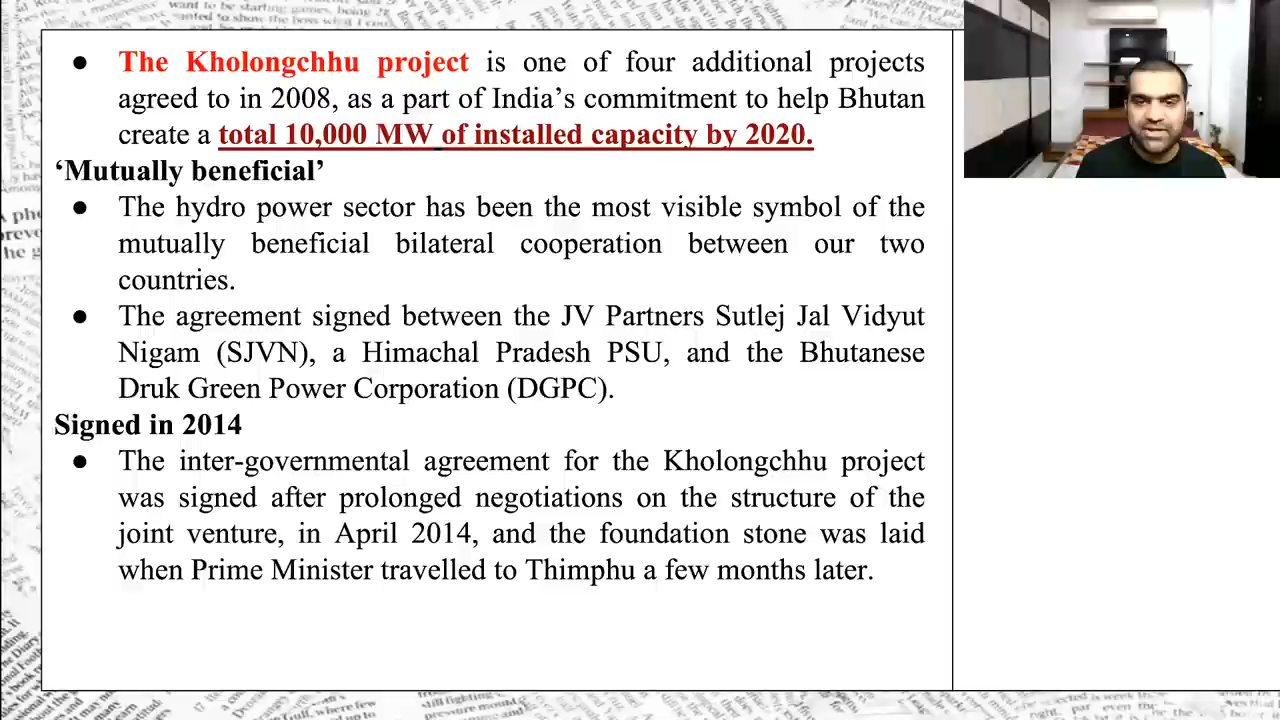 ● The Kholongchhu project is one of four additional projects
agreed to in 2008, as a part of India’s commitment to help Bhutan
create a total 10,000 MW of installed capacity by 2020.
‘Mutually beneficial’
● The hydro power sector has been the most visible symbol of the
mutually beneficial bilateral cooperation between our two
countries.
● The agreement signed between the JV Partners Sutlej Jal Vidyut
Nigam (SJVN), a Himachal Pradesh PSU, and the Bhutanese
Druk Green Power Corporation (DGPC).
Signed in 2014
● The inter-governmental agreement for the Kholongchhu project
was signed after prolonged negotiations on the structure of the
joint venture, in April 2014, and the foundation stone was laid
when Prime Minister travelled to Thimphu a few months later.